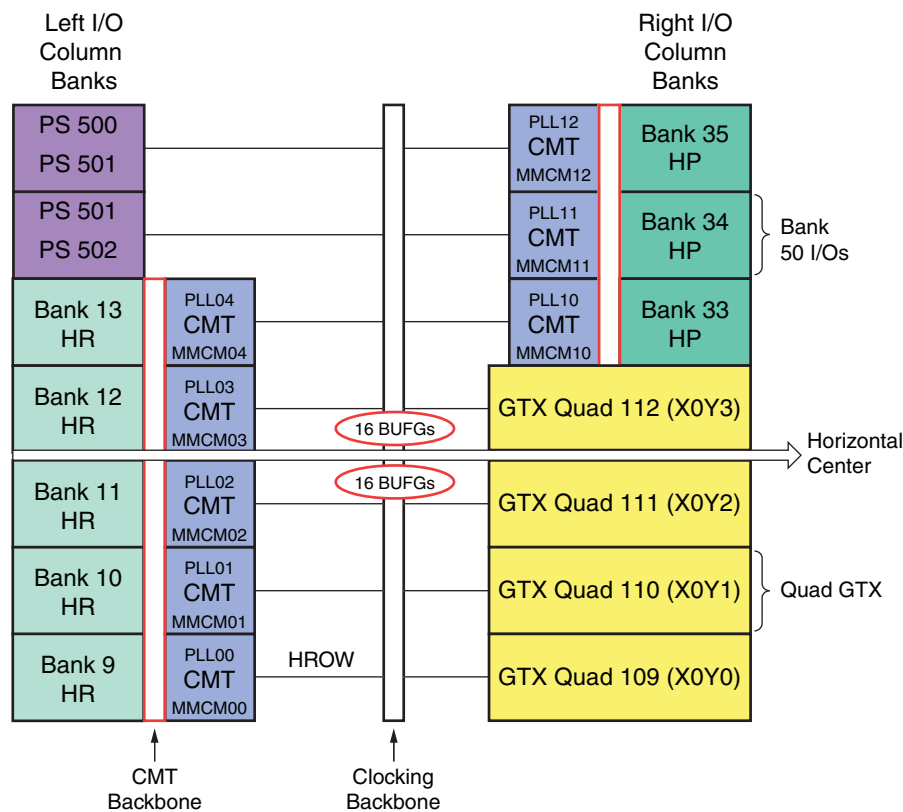 Left I/O
Column
Banks
Right I/O
Column
Banks
PS 500
PS 501
PLL12
CMT
MMCM12
Bank 35
HP
PS 501
PS 502
PLL11
CMT
MMCM11
Bank 34
HP
Bank
50 I/Os
Bank 13
HR
PLL04
CMT
MMCM04
PLL10
CMT
MMCM10
Bank 33
HP
Bank 12
HR
PLL03
CMT
MMCM03
16 BUFGs
GTX Quad 112 (X0Y3)
Horizontal
Center
Bank 11
HR
PLL02
CMT
MMCM02
16 BUFGs
GTX Quad 111 (X0Y2)
Bank 10
HR
PLL01
CMT
MMCM01
GTX Quad 110 (X0Y1)
Quad GTX
Bank 9
HR
PLL00
CMT
MMCM00
HROW
GTX Quad 109 (X0Y0)
CMT
Backbone
Clocking
Backbone